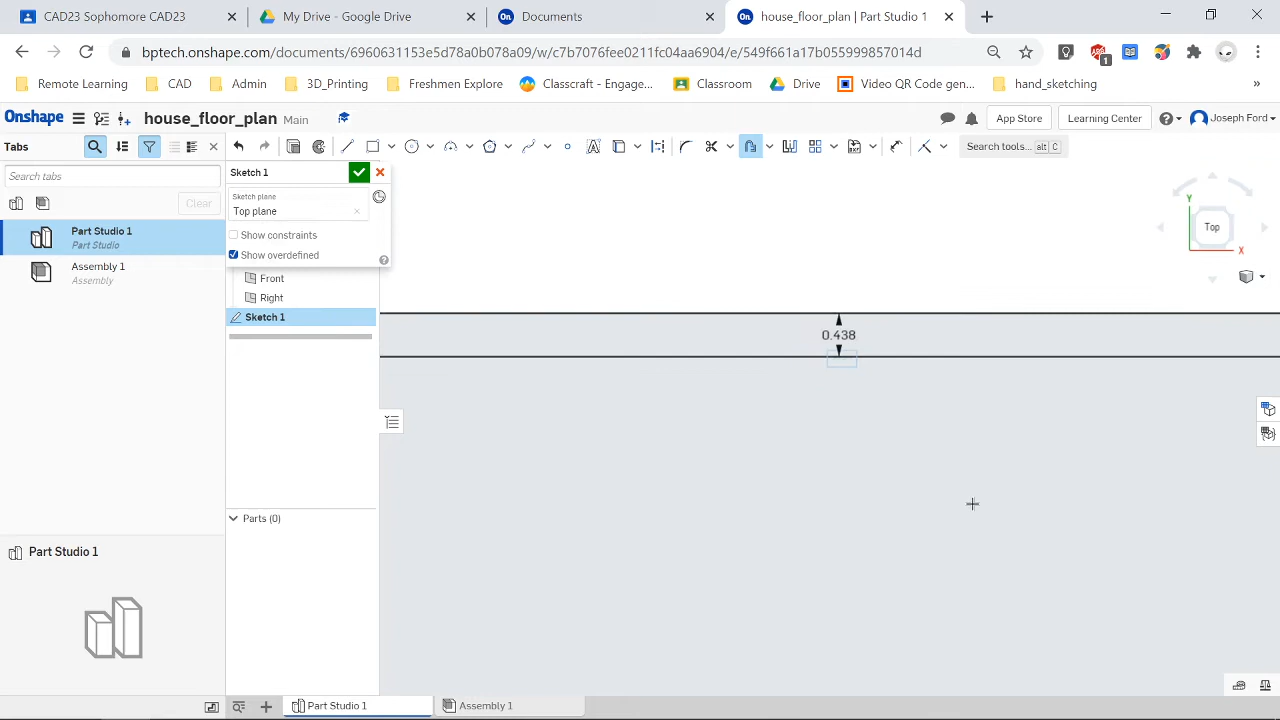 CAD23 Sophomore CAD23
My Drive - Google Drive
Documents
house_floor_plan | Part Studio 1
bptech.onshape.com/documents/6960631153e5d78a0b078a09/w/c7b7076fee0211fc04aa6904/e/549f661a17b055999857014d
1
Remote Learning
CAD
Admin
3D_Printing
Freshmen Explore
Classcraft - Engage...
Classroom
Drive
Video QR Code gen...
hand_sketching
»
Onshape
house_floor_plan Main
App Store
Learning Center
Joseph Ford
Tabs
Search tools... alt C
Search tabs
Clear
Part Studio 1
Part Studio
Assembly 1
Assembly
Sketch 1
Sketch plane
Top plane
Show constraints
Show overdefined
Front
Right
Sketch 1
Parts (0)
0.438
Y
Top
X
Part Studio 1
Part Studio 1
Assembly 1